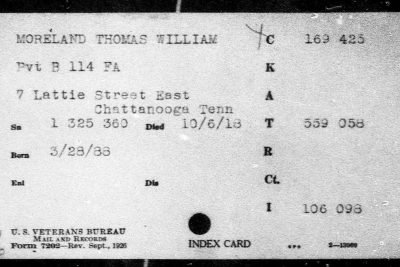 MORELAND THOMAS WILLIAM C 169 425
Pvt B 114 FA K
7 Lattie Street East A
Chattanooga Tenn
Sn 1 325 360 Died 10/6/18 T 559 058
Born 3/28/88 R
Enl Dis Ct.
I 106 098
U. S. VETERANS BUREAU
MAIL AND RECORDS
Form 7202—Rev. Sept., 1926 INDEX CARD